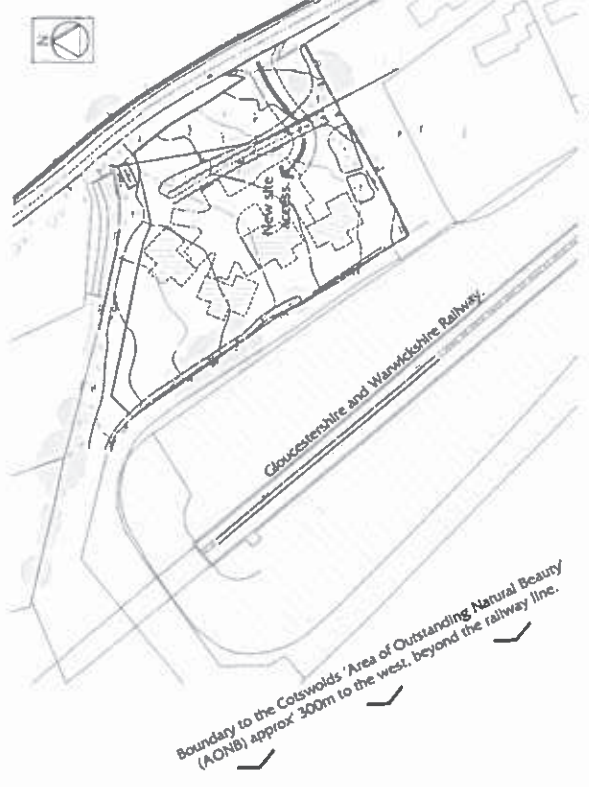 N
New site
access.
Gloucestershire and Warwickshire Railway.
Boundary to the Cotswolds 'Area of Outstanding Natural Beauty
(AONB) approx' 300m to the west, beyond the railway line.